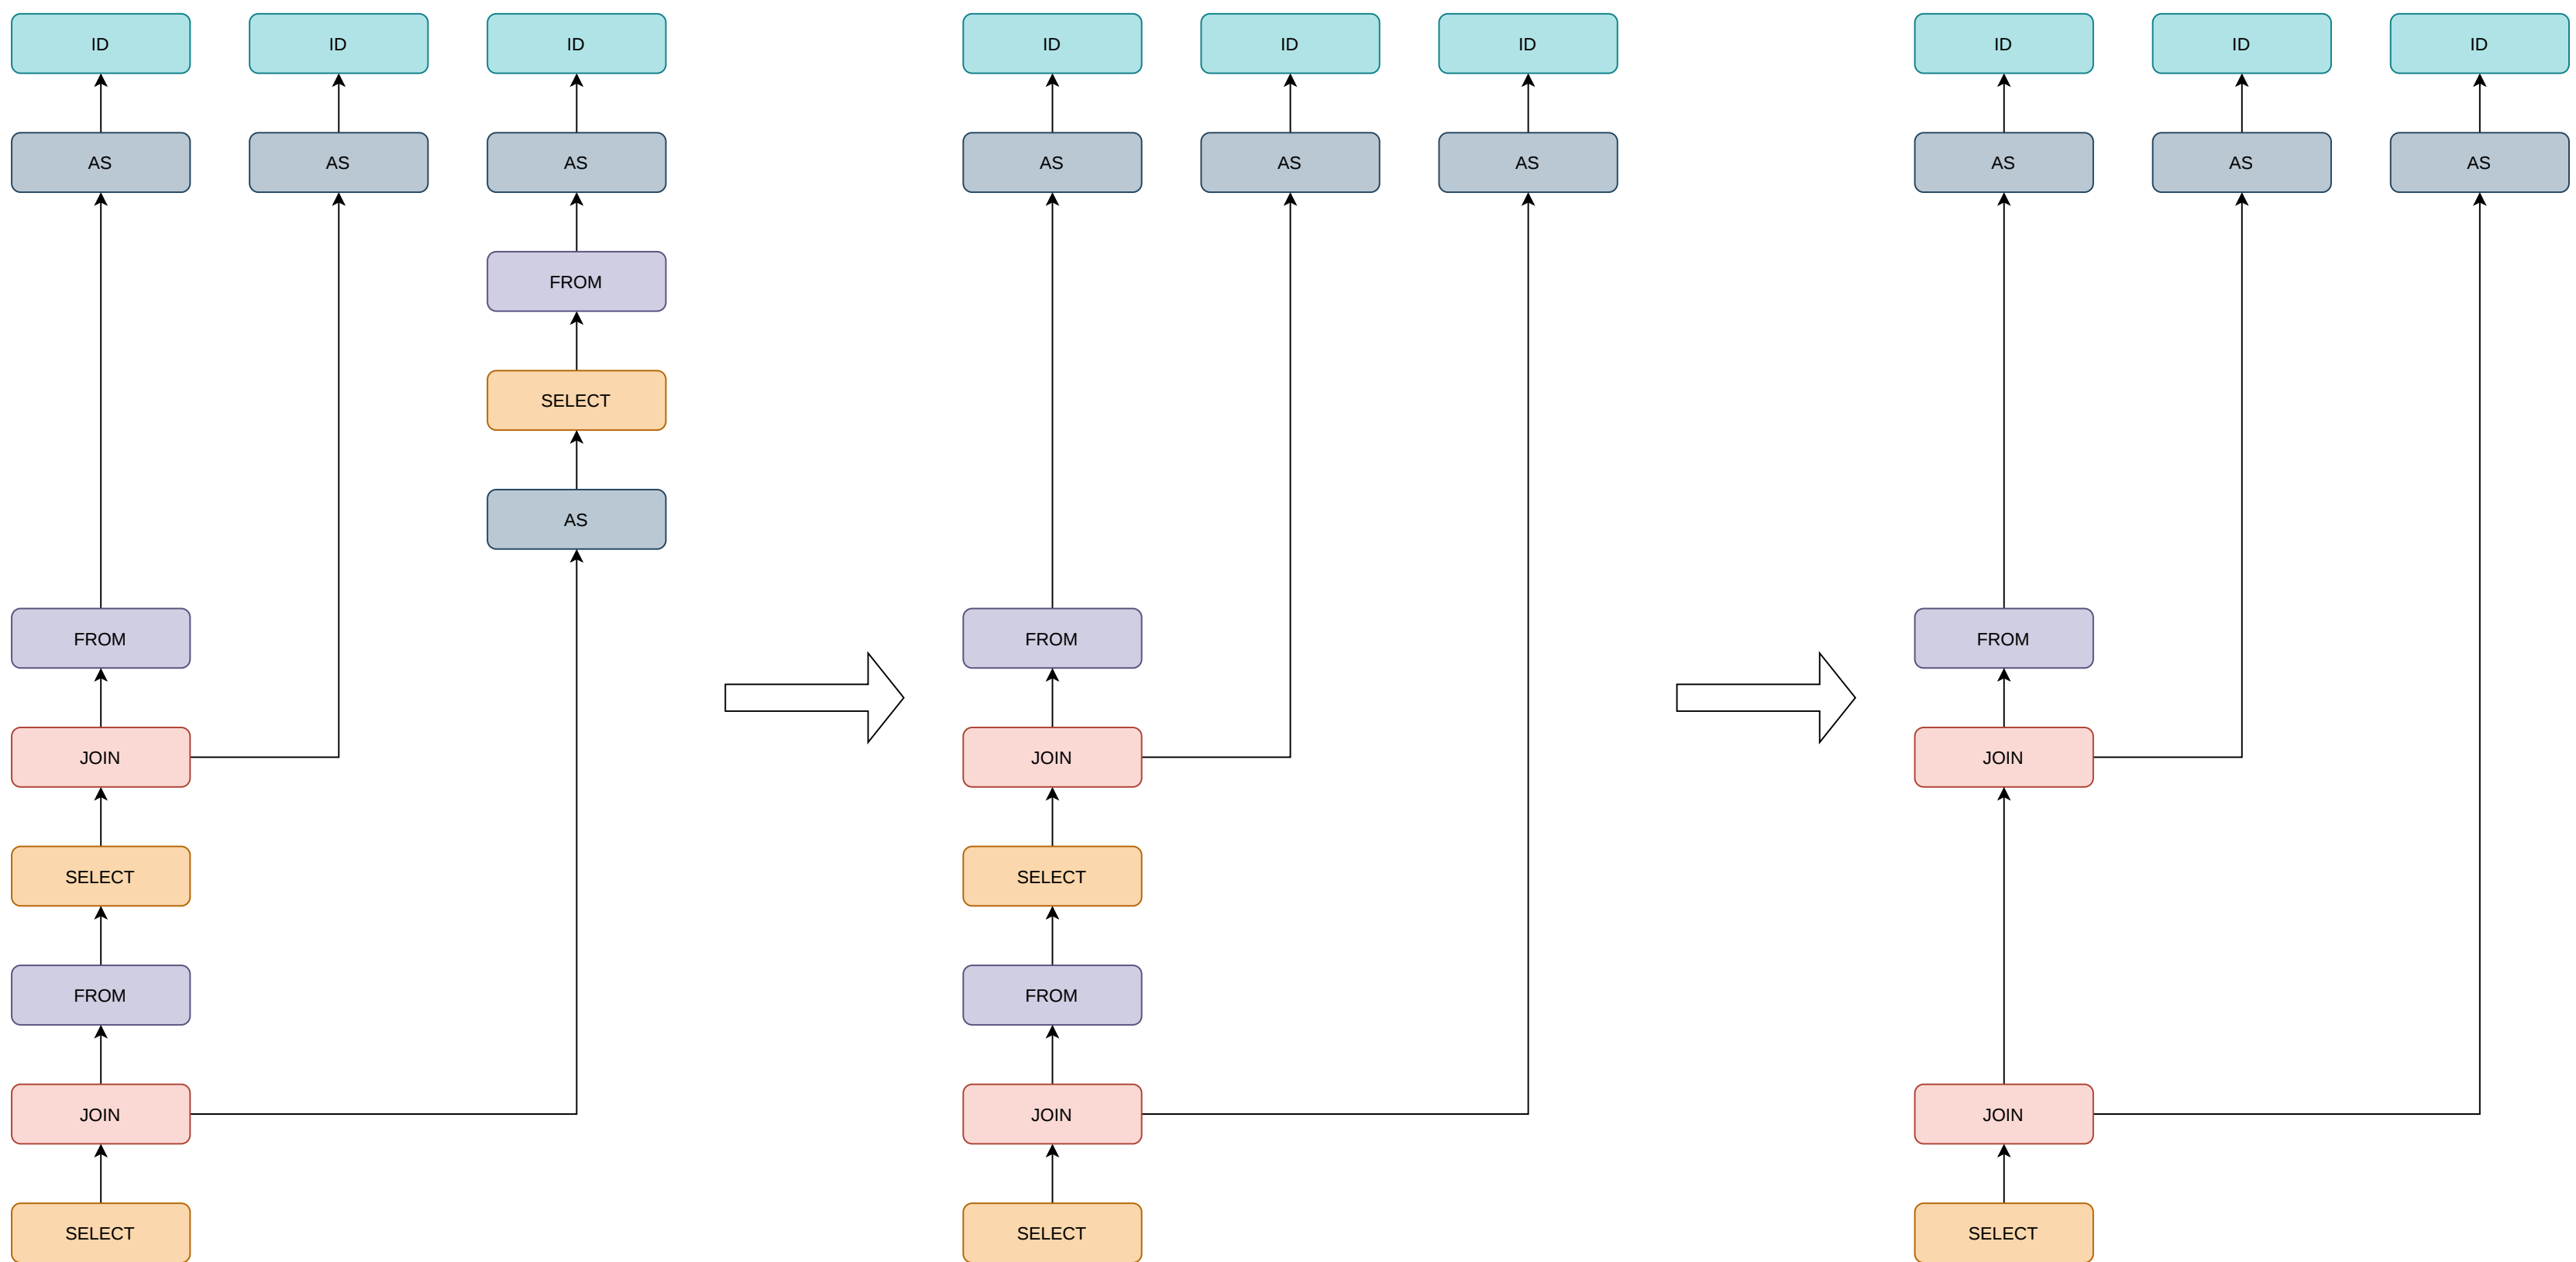 ID ID ID ID ID ID ID ID ID
AS AS AS AS AS AS AS AS AS
FROM
SELECT
AS
FROM FROM FROM
JOIN JOIN JOIN
SELECT SELECT
FROM FROM
JOIN JOIN JOIN
SELECT SELECT SELECT